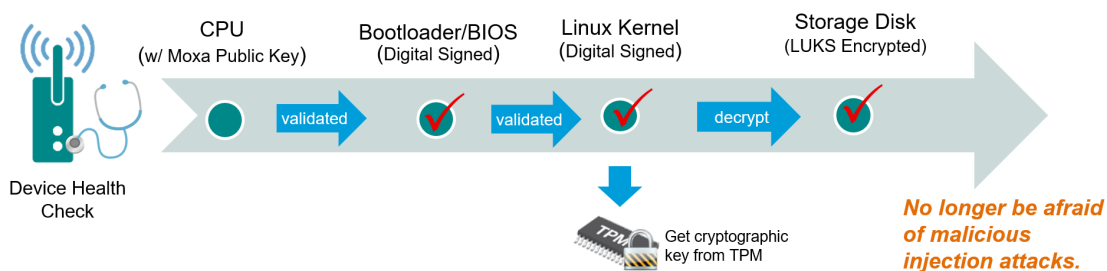 CPU
(w/ Moxa Public Key)
Bootloader/BIOS
(Digital Signed)
Linux Kernel
(Digital Signed)
Storage Disk
(LUKS Encrypted)
validated
validated
decrypt
Device Health
Check
TPM
Get cryptographic
key from TPM
No longer be afraid
of malicious
injection attacks.